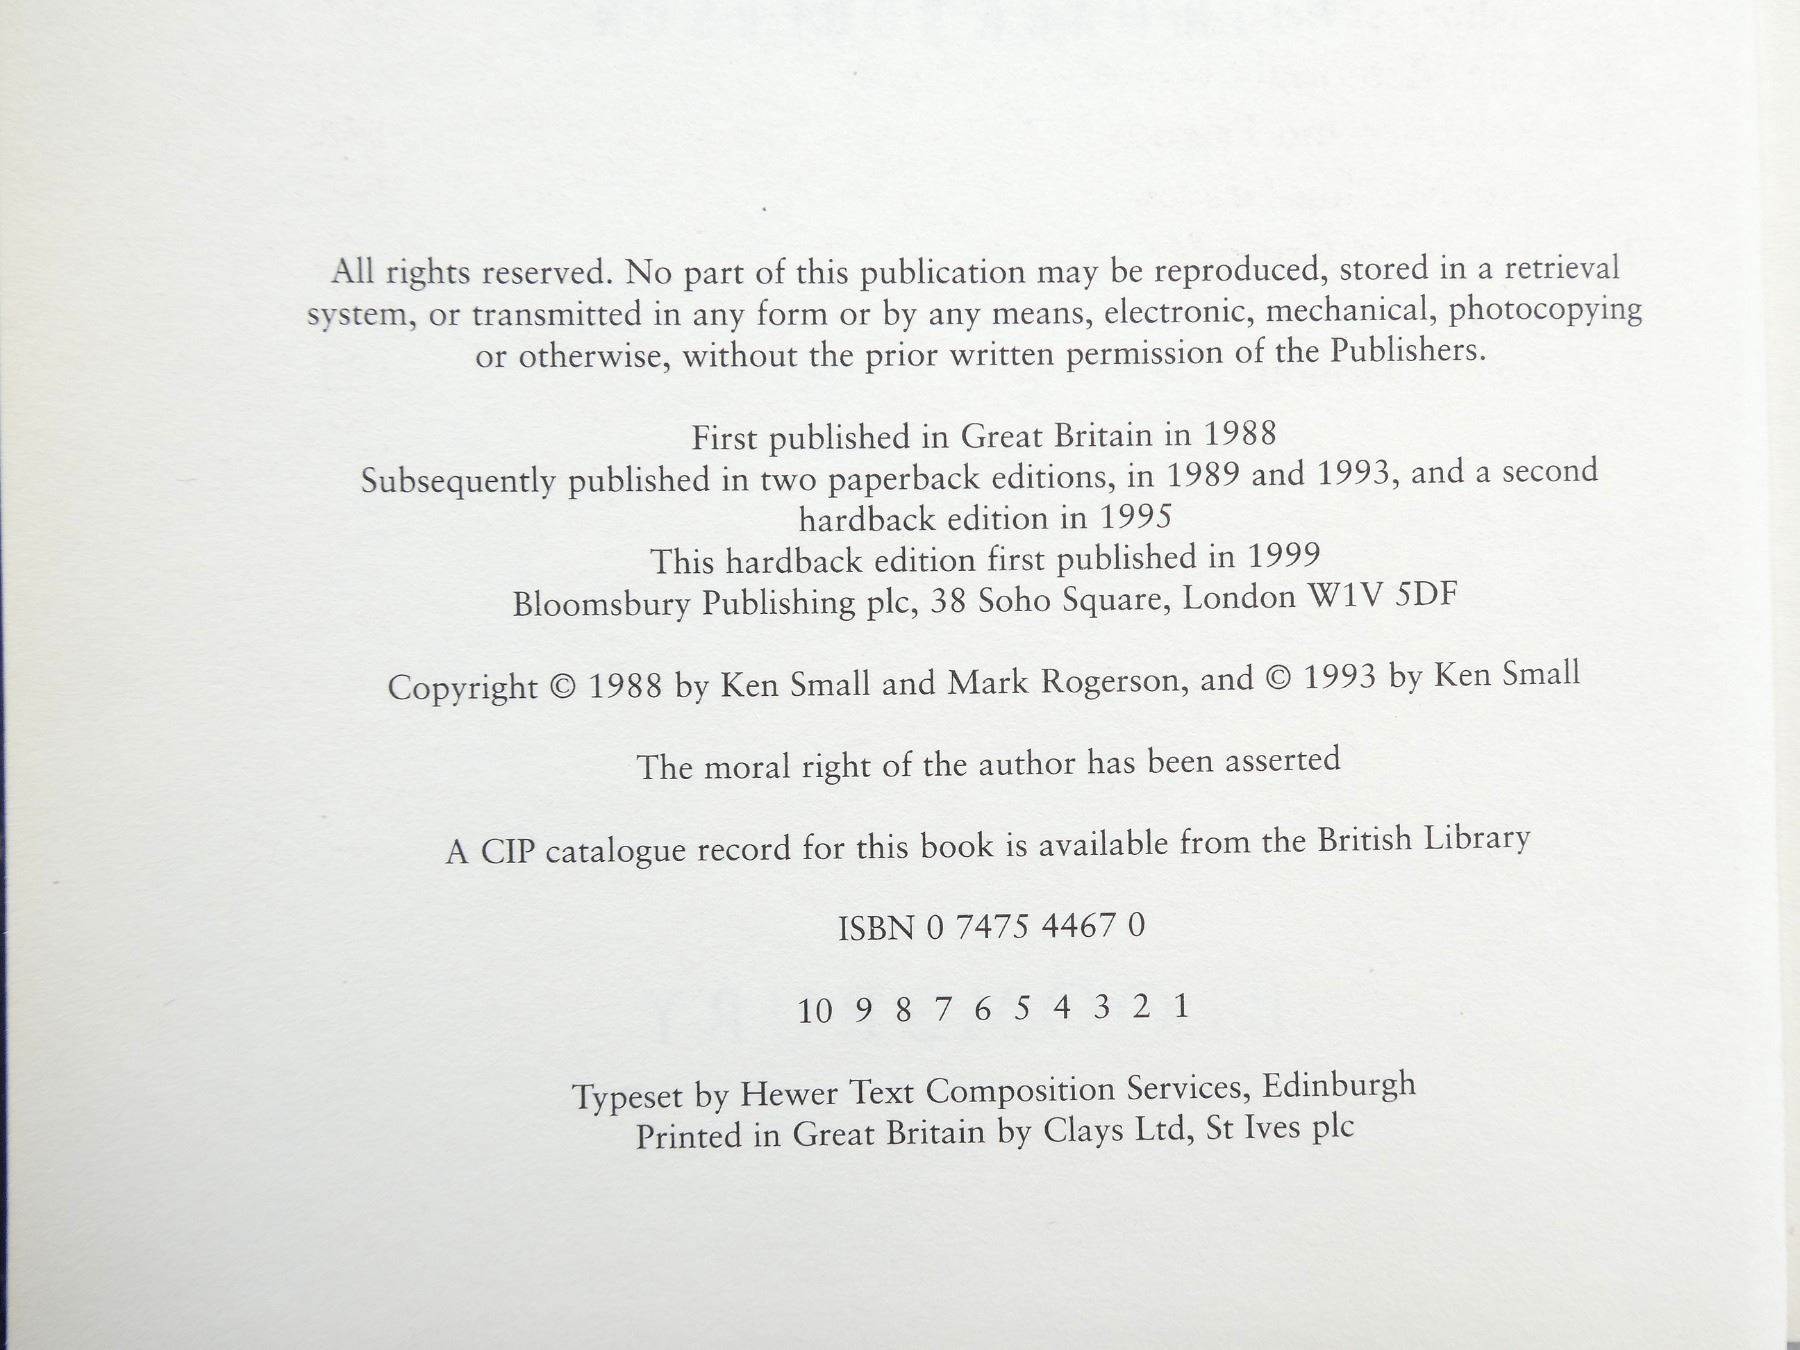 All rights reserved. No part of this publication may be reproduced, stored in a retrieval
system, or transmitted in any form or by any means, electronic, mechanical, photocopying
or otherwise, without the prior written permission of the Publishers.
First published in Great Britain in 1988
Subsequently published in two paperback editions, in 1989 and 1993, and a second
hardback edition in 1995
This hardback edition first published in 1999
Bloomsbury Publishing plc, 38 Soho Square, London W1V 5DF
Copyright © 1988 by Ken Small and Mark Rogerson, and © 1993 by Ken Small
The moral right of the author has been asserted
A CIP catalogue record for this book is available from the British Library
ISBN 0 7475 4467 0
10 9 8 7 6 5 4 3 2 1
Typeset by Hewer Text Composition Services, Edinburgh
Printed in Great Britain by Clays Ltd, St Ives plc